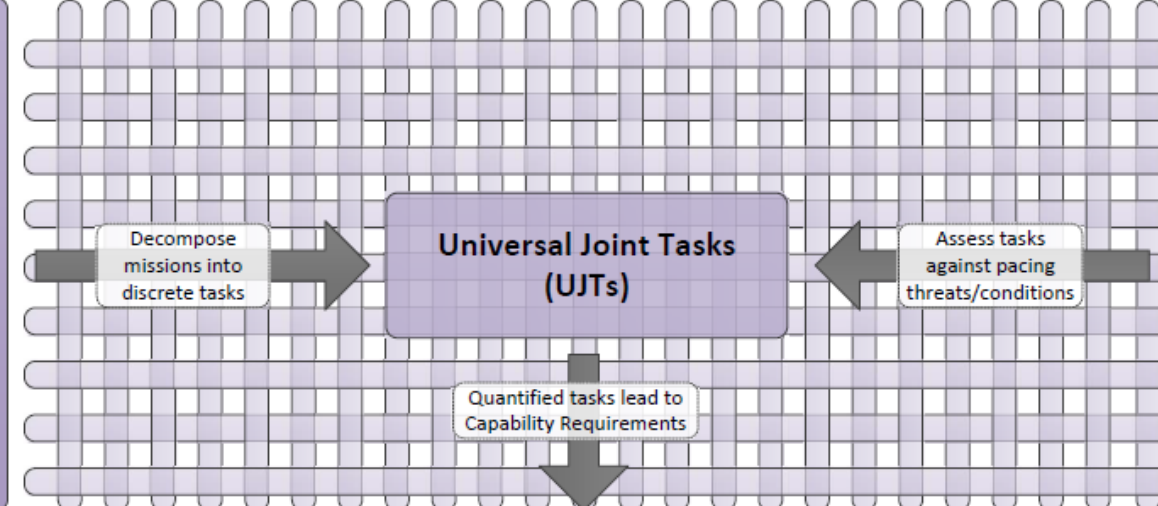 Decompose
missions into
discrete tasks
Universal Joint Tasks
(UJTs)
Assess tasks
against pacing
threats/conditions
Quantified tasks lead to
Capability Requirements